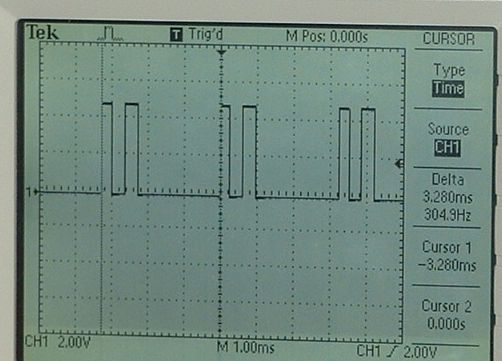 Tek T Trig'd M Pos: 0.000s CURSOR
Type
Time
Source
CH1
Delta
3.280ms
304.9Hz
Cursor 1
-3.280ms
Cursor 2
0.000s
1
CH1 2.00V M 1.00ms CH1 / 2.00V